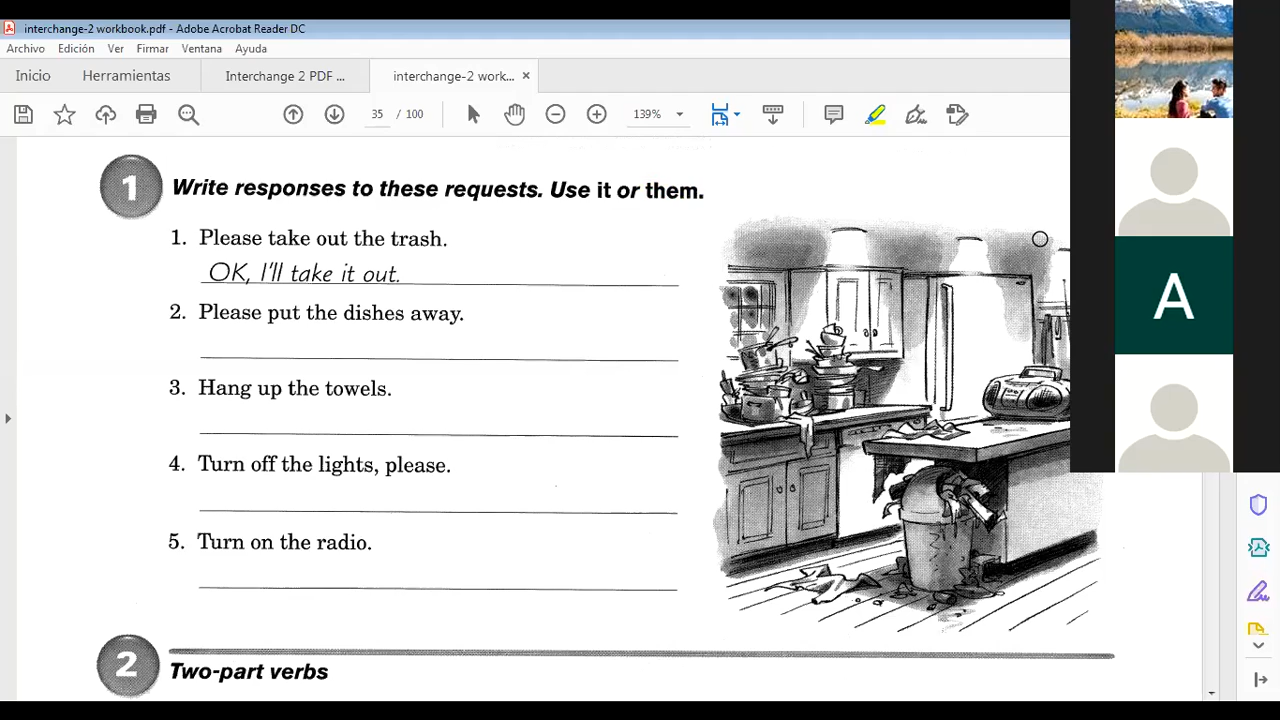 interchange-2 workbook.pdf - Adobe Acrobat Reader DC
Archivo Edición Ver Firmar Ventana Ayuda
Inicio Herramientas Interchange 2 PDF ... interchange-2 work... ×
35 / 100 139%
1 Write responses to these requests. Use it or them.
1. Please take out the trash.
OK, I'll take it out.
2. Please put the dishes away.
3. Hang up the towels.
4. Turn off the lights, please.
5. Turn on the radio.
2 Two-part verbs
A